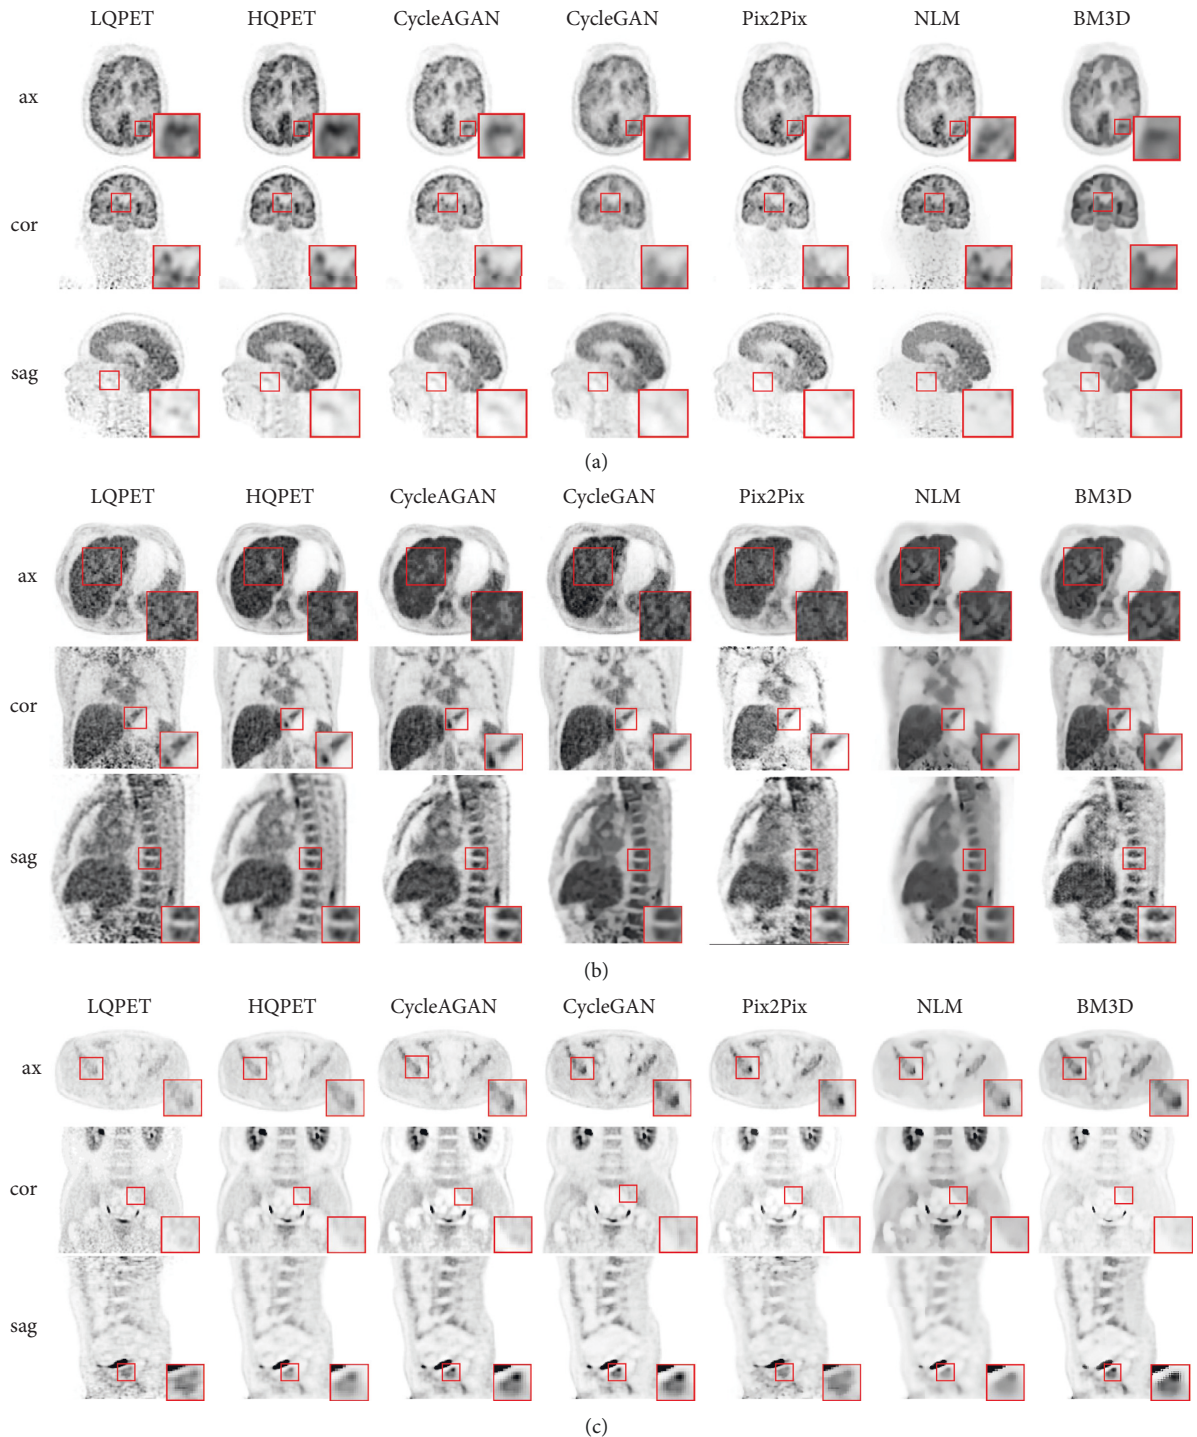 LQPET HQPET CycleAGAN CycleGAN Pix2Pix NLM BM3D
ax
cor
sag
(a)
LQPET HQPET CycleAGAN CycleGAN Pix2Pix NLM BM3D
ax
cor
sag
(b)
LQPET HQPET CycleAGAN CycleGAN Pix2Pix NLM BM3D
ax
cor
sag
(c)